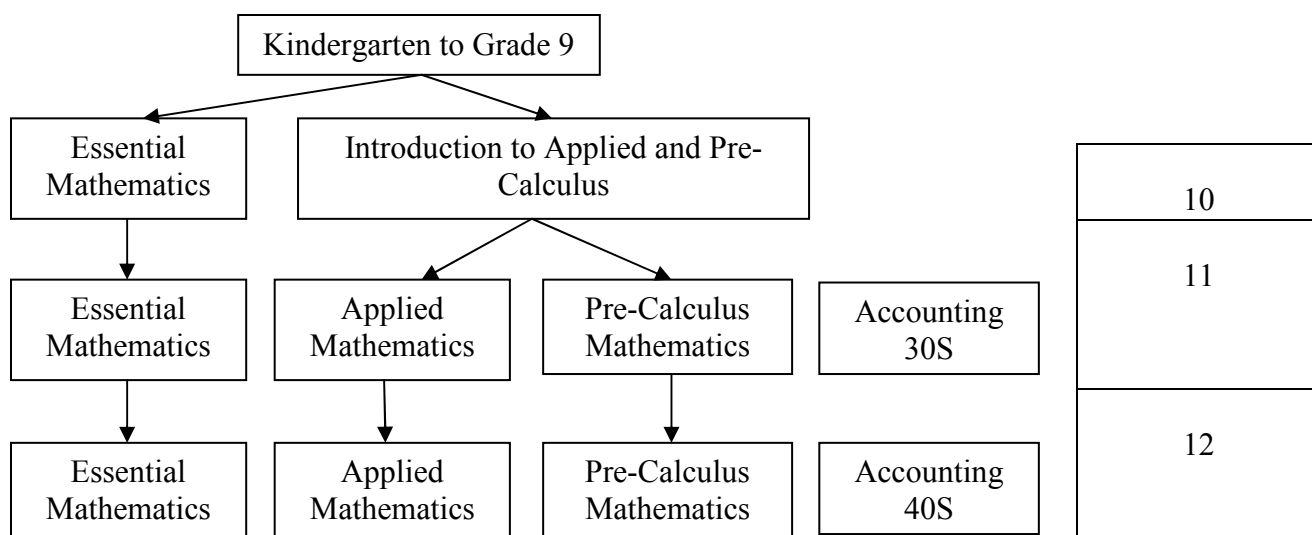 Kindergarten to Grade 9
Essential
Mathematics
Introduction to Applied and Pre-
Calculus
10
Essential
Mathematics
Applied
Mathematics
Pre-Calculus
Mathematics
Accounting
30S
11
Essential
Mathematics
Applied
Mathematics
Pre-Calculus
Mathematics
Accounting
40S
12